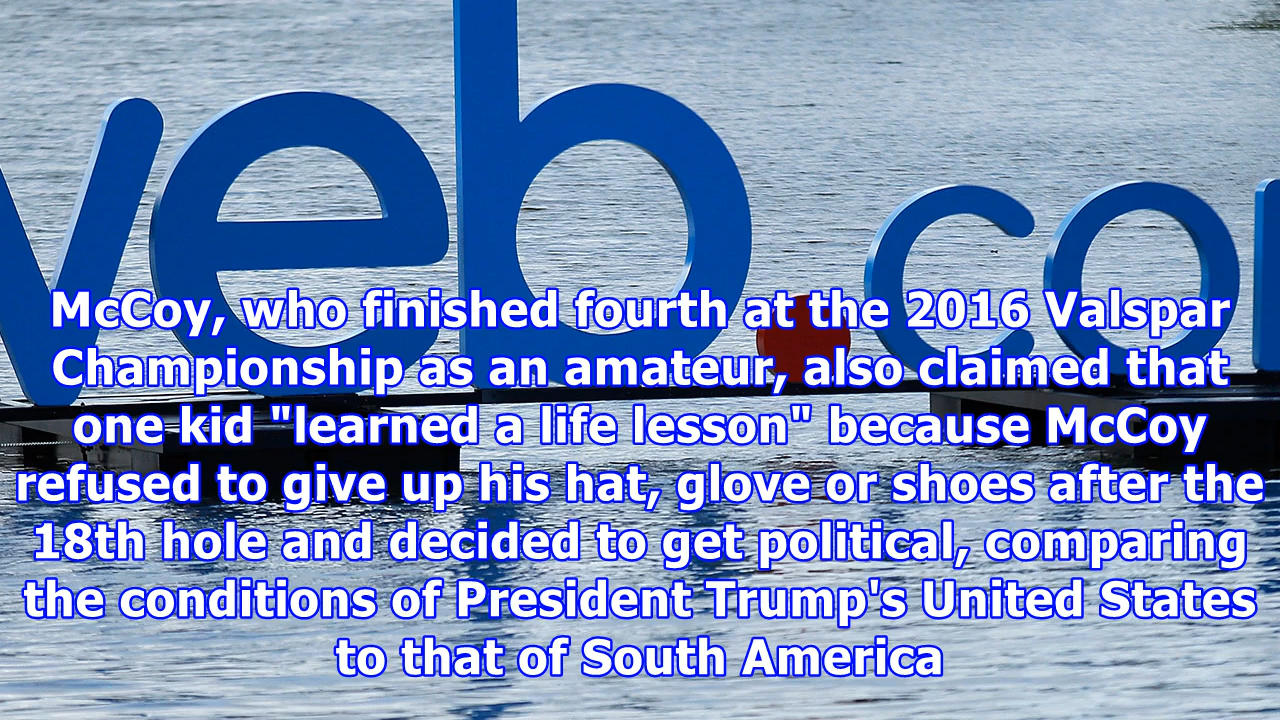 web.com
McCoy, who finished fourth at the 2016 Valspar
Championship as an amateur, also claimed that
one kid "learned a life lesson" because McCoy
refused to give up his hat, glove or shoes after the
18th hole and decided to get political, comparing
the conditions of President Trump's United States
to that of South America